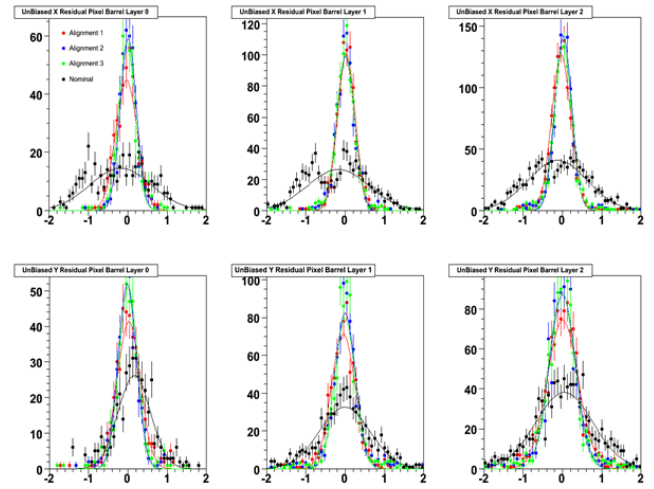 UnBiased X Residual Pixel Barrel Layer 0
60
40
20
0
-2 -1 0 1 2
Alignment 1
Alignment 2
Alignment 3
Nominal
UnBiased X Residual Pixel Barrel Layer 1
120
100
80
60
40
20
0
-2 -1 0 1 2
UnBiased X Residual Pixel Barrel Layer 2
150
100
50
0
-2 -1 0 1 2
UnBiased Y Residual Pixel Barrel Layer 0
50
40
30
20
10
0
-2 -1 0 1 2
UnBiased Y Residual Pixel Barrel Layer 1
100
80
60
40
20
0
-2 -1 0 1 2
UnBiased Y Residual Pixel Barrel Layer 2
80
60
40
20
0
-2 -1 0 1 2